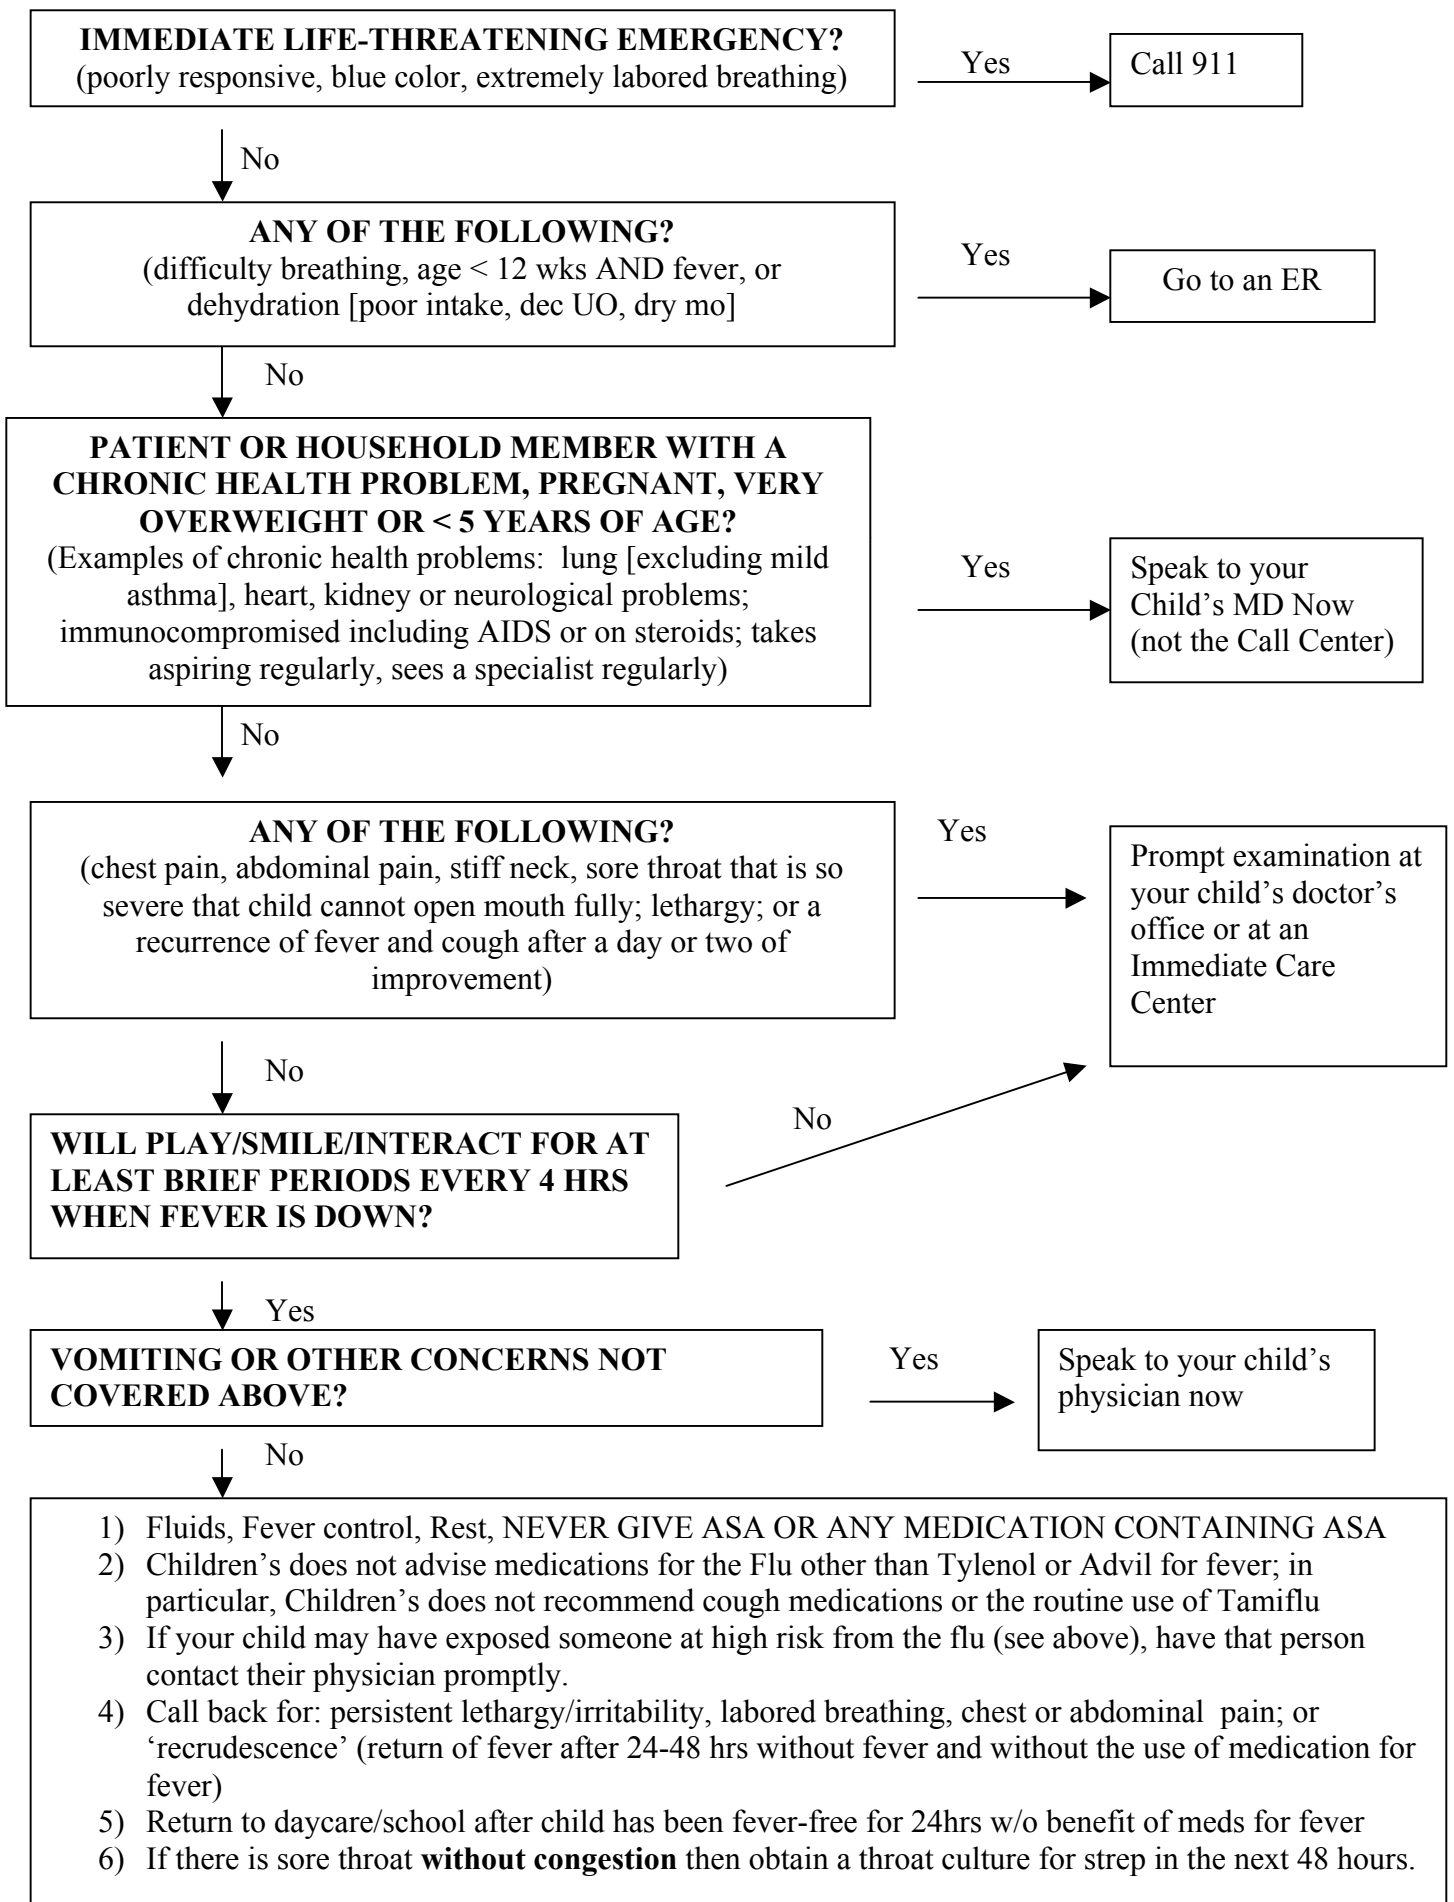 IMMEDIATE LIFE-THREATENING EMERGENCY?
(poorly responsive, blue color, extremely labored breathing)
Yes
Call 911
No
ANY OF THE FOLLOWING?
(difficulty breathing, age < 12 wks AND fever, or
dehydration [poor intake, dec UO, dry mo]
Yes
Go to an ER
No
PATIENT OR HOUSEHOLD MEMBER WITH A
CHRONIC HEALTH PROBLEM, PREGNANT, VERY
OVERWEIGHT OR < 5 YEARS OF AGE?
(Examples of chronic health problems:  lung [excluding mild
asthma], heart, kidney or neurological problems;
immunocompromised including AIDS or on steroids; takes
aspiring regularly, sees a specialist regularly)
Yes
Speak to your
Child's MD Now
(not the Call Center)
No
ANY OF THE FOLLOWING?
(chest pain, abdominal pain, stiff neck, sore throat that is so
severe that child cannot open mouth fully; lethargy; or a
recurrence of fever and cough after a day or two of
improvement)
Yes
Prompt examination at
your child's doctor's
office or at an
Immediate Care
Center
No
WILL PLAY/SMILE/INTERACT FOR AT
LEAST BRIEF PERIODS EVERY 4 HRS
WHEN FEVER IS DOWN?
No
Yes
VOMITING OR OTHER CONCERNS NOT
COVERED ABOVE?
Yes
Speak to your child's
physician now
No
1) Fluids, Fever control, Rest, NEVER GIVE ASA OR ANY MEDICATION CONTAINING ASA
2) Children's does not advise medications for the Flu other than Tylenol or Advil for fever; in
particular, Children's does not recommend cough medications or the routine use of Tamiflu
3) If your child may have exposed someone at high risk from the flu (see above), have that person
contact their physician promptly.
4) Call back for: persistent lethargy/irritability, labored breathing, chest or abdominal  pain; or
'recrudescence' (return of fever after 24-48 hrs without fever and without the use of medication for
fever)
5) Return to daycare/school after child has been fever-free for 24hrs w/o benefit of meds for fever
6) If there is sore throat without congestion then obtain a throat culture for strep in the next 48 hours.